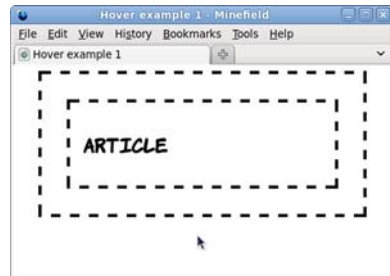 Hover example 1 - Minefield
File Edit View History Bookmarks Tools Help
Hover example 1
ARTICLE